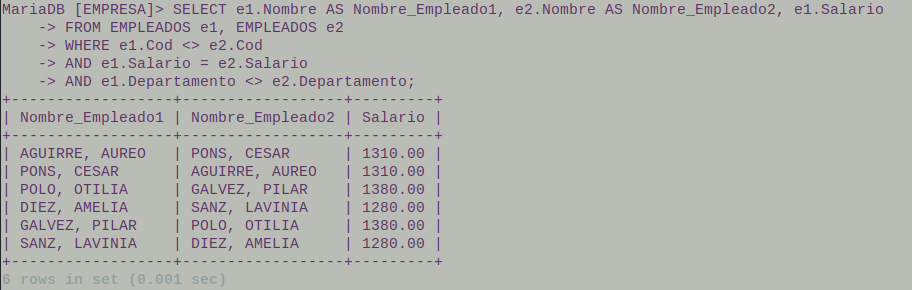 MariaDB [EMPRESA]> SELECT e1.Nombre AS Nombre_Empleado1, e2.Nombre AS Nombre_Empleado2, e1.Salario
    -> FROM EMPLEADOS e1, EMPLEADOS e2
    -> WHERE e1.Cod <> e2.Cod
    -> AND e1.Salario = e2.Salario
    -> AND e1.Departamento <> e2.Departamento;
+------------------+------------------+---------+
| Nombre_Empleado1 | Nombre_Empleado2 | Salario |
+------------------+------------------+---------+
| AGUIRRE, AUREO   | PONS, CESAR      | 1310.00 |
| PONS, CESAR      | AGUIRRE, AUREO   | 1310.00 |
| POLO, OTILIA     | GALVEZ, PILAR    | 1380.00 |
| DIEZ, AMELIA     | SANZ, LAVINIA    | 1280.00 |
| GALVEZ, PILAR    | POLO, OTILIA     | 1380.00 |
| SANZ, LAVINIA    | DIEZ, AMELIA     | 1280.00 |
+------------------+------------------+---------+
6 rows in set (0.001 sec)